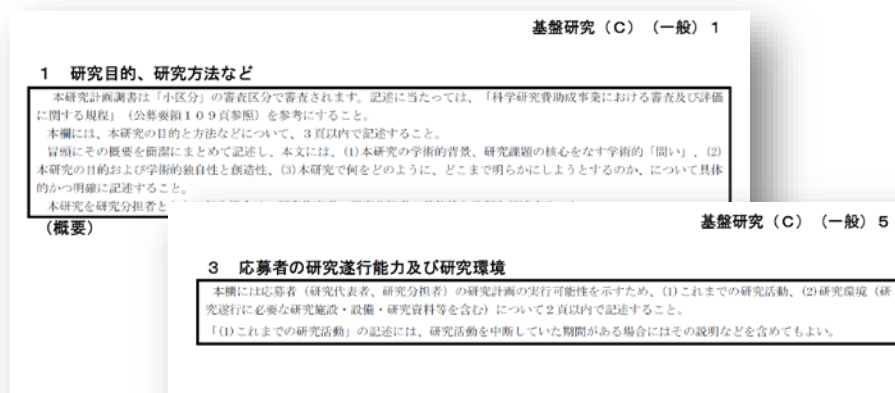 基盤研究（C）（一般）１
１　研究目的、研究方法など
本研究計画調書は「小区分」の審査区分で審査されます。記述に当たっては、「科学研究費助成事業における審査及び評価
に関する規程」（公募要領１０９頁参照）を参考にすること。
本欄には、本研究の目的と方法などについて、３頁以内で記述すること。
冒頭にその概要を簡潔にまとめて記述し、本文には、(1)本研究の学術的背景、研究課題の核心をなす学術的「問い」、(2)
本研究の目的および学術的独自性と創造性、(3)本研究で何をどのように、どこまで明らかにしようとするのか、について具体
的かつ明確に記述すること。
本研究を研究分担者と
（概要）
基盤研究（C）（一般）５
３　応募者の研究遂行能力及び研究環境
本欄には応募者（研究代表者、研究分担者）の研究計画の実行可能性を示すため、(1)これまでの研究活動、(2)研究環境（研
究遂行に必要な研究施設・設備・研究資料等を含む）について２頁以内で記述すること。
「(1)これまでの研究活動」の記述には、研究活動を中断していた期間がある場合にはその説明などを含めてもよい。